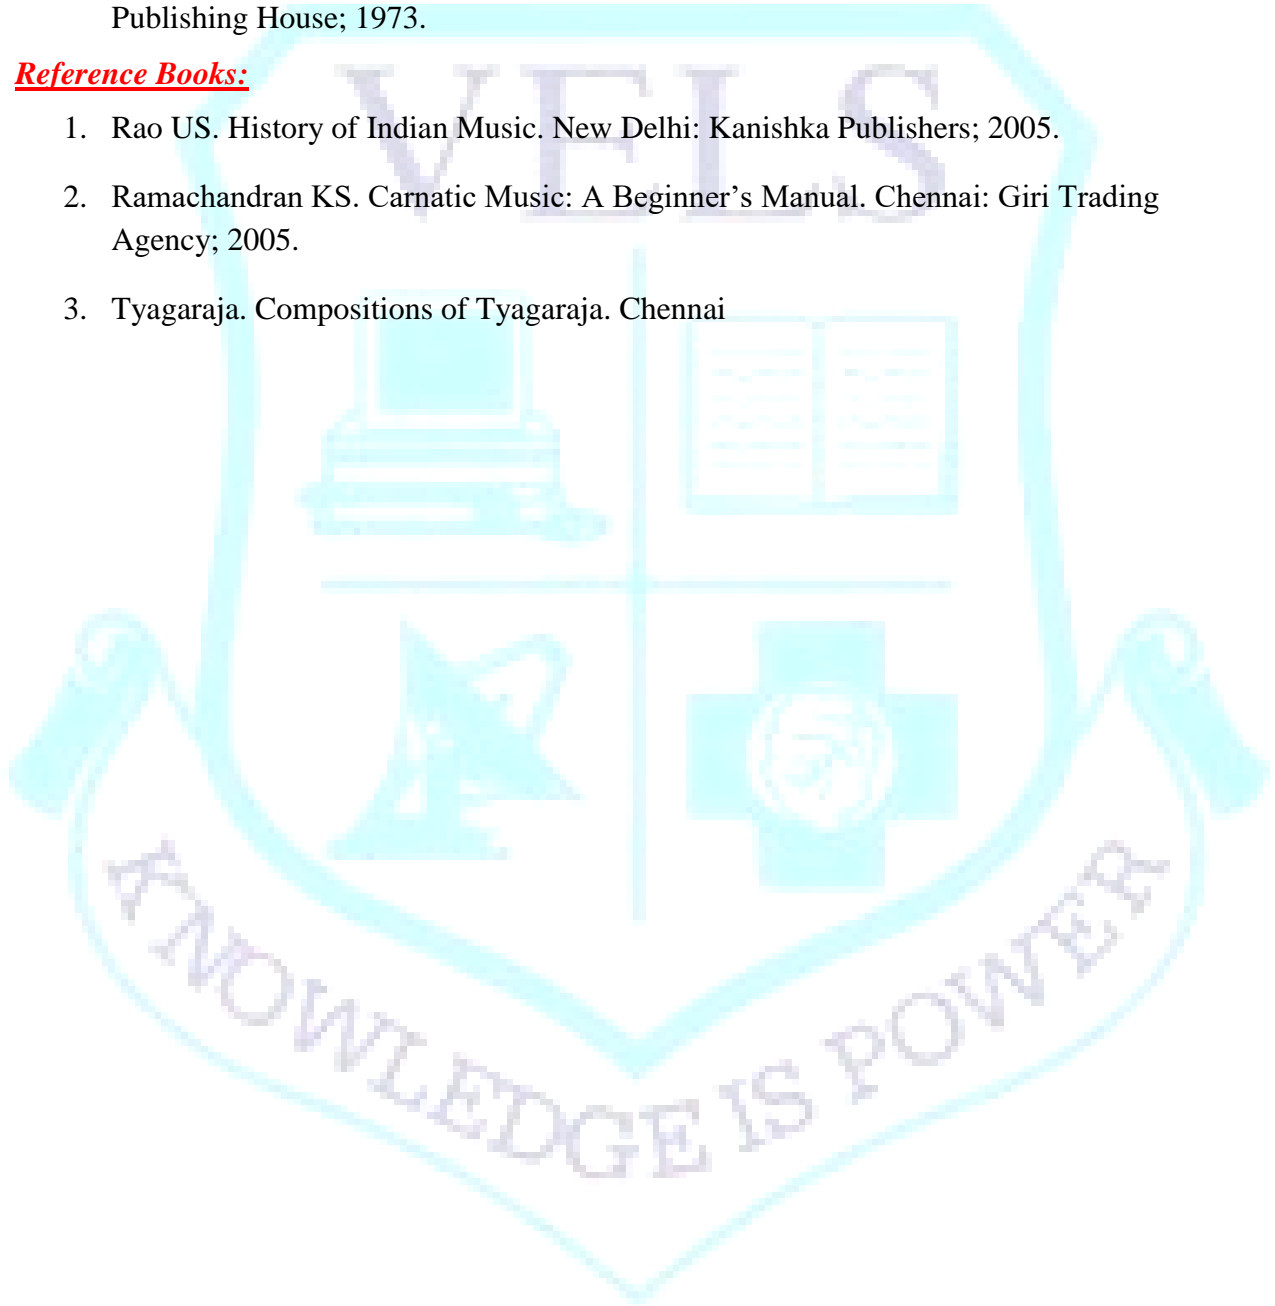 Publishing House; 1973.
Reference Books:
1. Rao US. History of Indian Music. New Delhi: Kanishka Publishers; 2005.
2. Ramachandran KS. Carnatic Music: A Beginner’s Manual. Chennai: Giri Trading
Agency; 2005.
3. Tyagaraja. Compositions of Tyagaraja. Chennai
VELS
KNOWLEDGE IS POWER